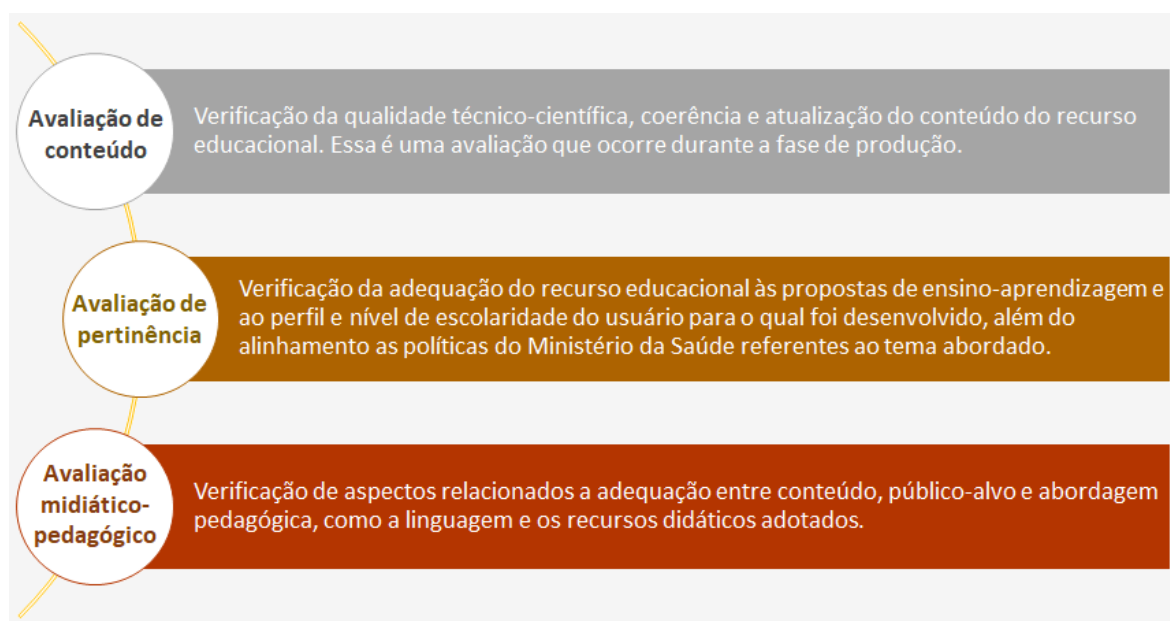 Avaliação de
conteúdo
Verificação da qualidade técnico-científica, coerência e atualização do conteúdo do recurso
educacional. Essa é uma avaliação que ocorre durante a fase de produção.
Avaliação de
pertinência
Verificação da adequação do recurso educacional às propostas de ensino-aprendizagem e
ao perfil e nível de escolaridade do usuário para o qual foi desenvolvido, além do
alinhamento as políticas do Ministério da Saúde referentes ao tema abordado.
Avaliação
midiático-
pedagógico
Verificação de aspectos relacionados a adequação entre conteúdo, público-alvo e abordagem
pedagógica, como a linguagem e os recursos didáticos adotados.